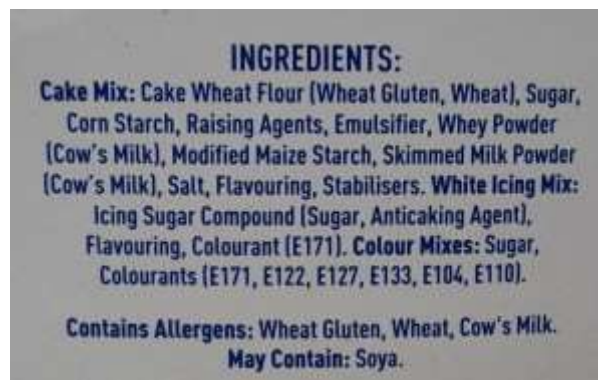 INGREDIENTS:
Cake Mix: Cake Wheat Flour (Wheat Gluten, Wheat), Sugar,
Corn Starch, Raising Agents, Emulsifier, Whey Powder
(Cow's Milk), Modified Maize Starch, Skimmed Milk Powder
(Cow's Milk), Salt, Flavouring, Stabilisers. White Icing Mix:
Icing Sugar Compound (Sugar, Anticaking Agent),
Flavouring, Colourant (E171). Colour Mixes: Sugar,
Colourants (E171, E122, E127, E133, E104, E110).
Contains Allergens: Wheat Gluten, Wheat, Cow's Milk.
May Contain: Soya.